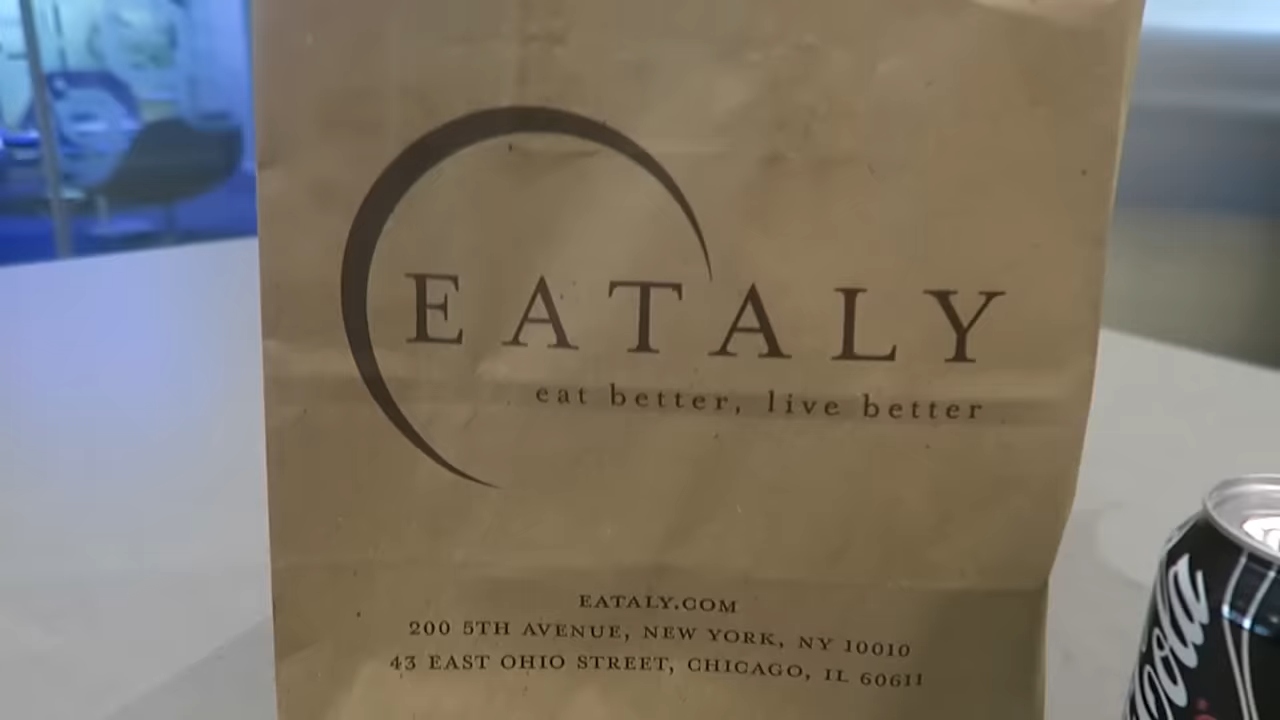 EATALY
eat better, live better
EATALY.COM
200 5TH AVENUE, NEW YORK, NY 10010
43 EAST OHIO STREET, CHICAGO, IL 60611
Cola